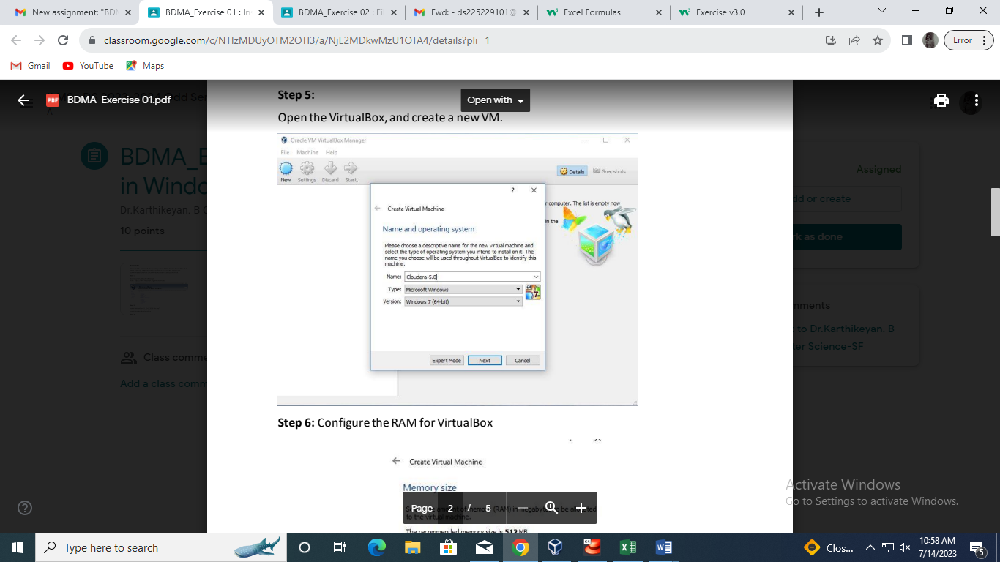 New assignment: "BD
BDMA_Exercise 01 : In
BDMA_Exercise 02 : Fi
Fwd: - ds225229101@
Excel Formulas
Exercise v3.0
classroom.google.com/c/NTIzMDUyOTM2OTI3/a/NjE2MDkwMzU1OTA4/details?pli=1
Error
Gmail
YouTube
Maps
PDF
BDMA_Exercise 01.pdf
Open with
Step 5:
Open the VirtualBox, and create a new VM.
Oracle VM VirtualBox Manager
File Machine Help
New Settings Discard Start
Details
Snapshots
r computer. The list is empty now
in the
Create Virtual Machine
Name and operating system
Please choose a descriptive name for the new virtual machine and
select the type of operating system you intend to install on it. The
name you choose will be used throughout VirtualBox to identify this
machine.
Name: Cloudera-5.8
Type: Microsoft Windows
Version: Windows 7 (64-bit)
64
7
Expert Mode Next Cancel
Step 6: Configure the RAM for VirtualBox
Create Virtual Machine
Memory size
to the virtual machine.
The recommended memory size is 512 MB.
Page 2 / 5
BDMA_E
in Windo
Dr.Karthikeyan. B C
10 points
Class comme
Add a class comm
Assigned
dd or create
rk as done
mments
to Dr.Karthikeyan. B
ter Science-SF
Activate Windows
Go to Settings to activate Windows.
Type here to search
Clos...
10:58 AM
7/14/2023
5